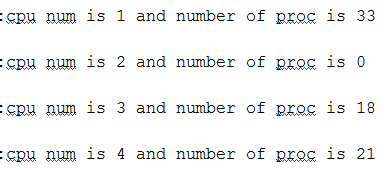 :cpu num is 1 and number of proc is 33
:cpu num is 2 and number of proc is 0
:cpu num is 3 and number of proc is 18
:cpu num is 4 and number of proc is 21